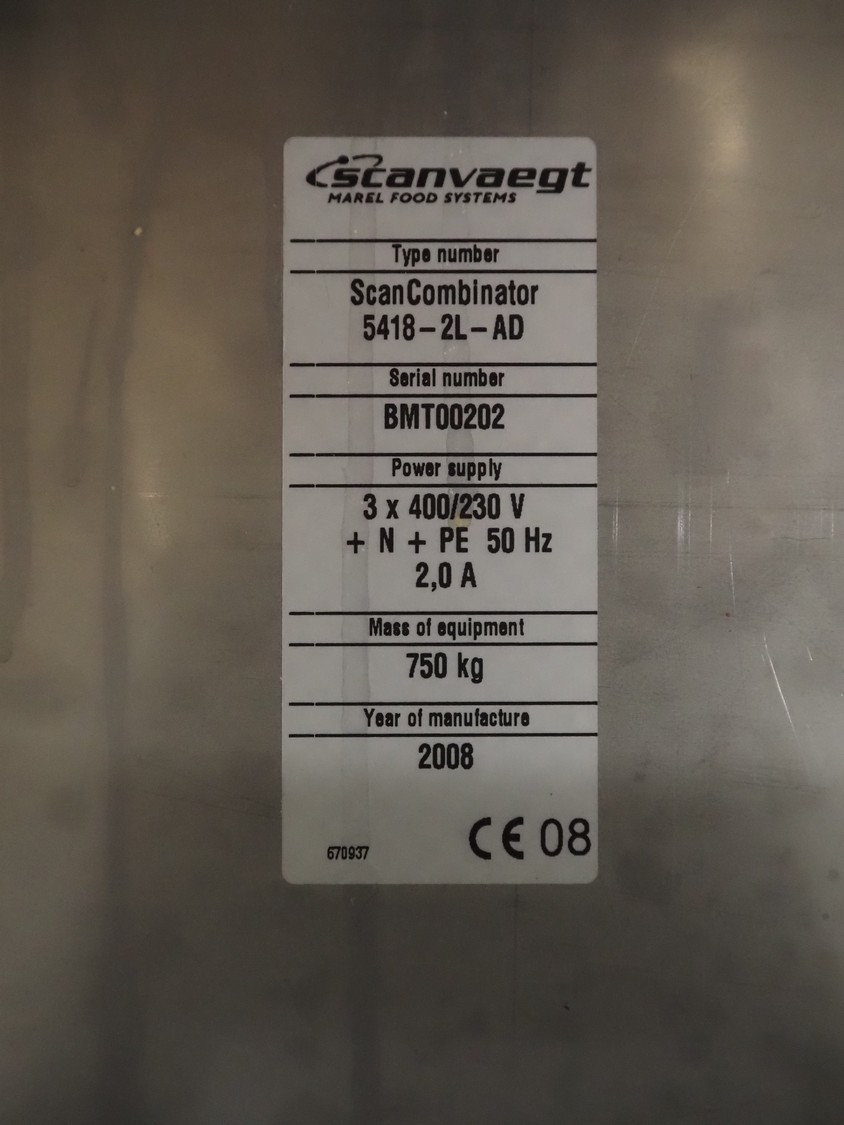 scanvaegt
MAREL FOOD SYSTEMS
Type number
ScanCombinator
5418-2L-AD
Serial number
BMT00202
Power supply
3 x 400/230 V
+ N + PE 50 Hz
2,0 A
Mass of equipment
750 kg
Year of manufacture
2008
670937
CE 08